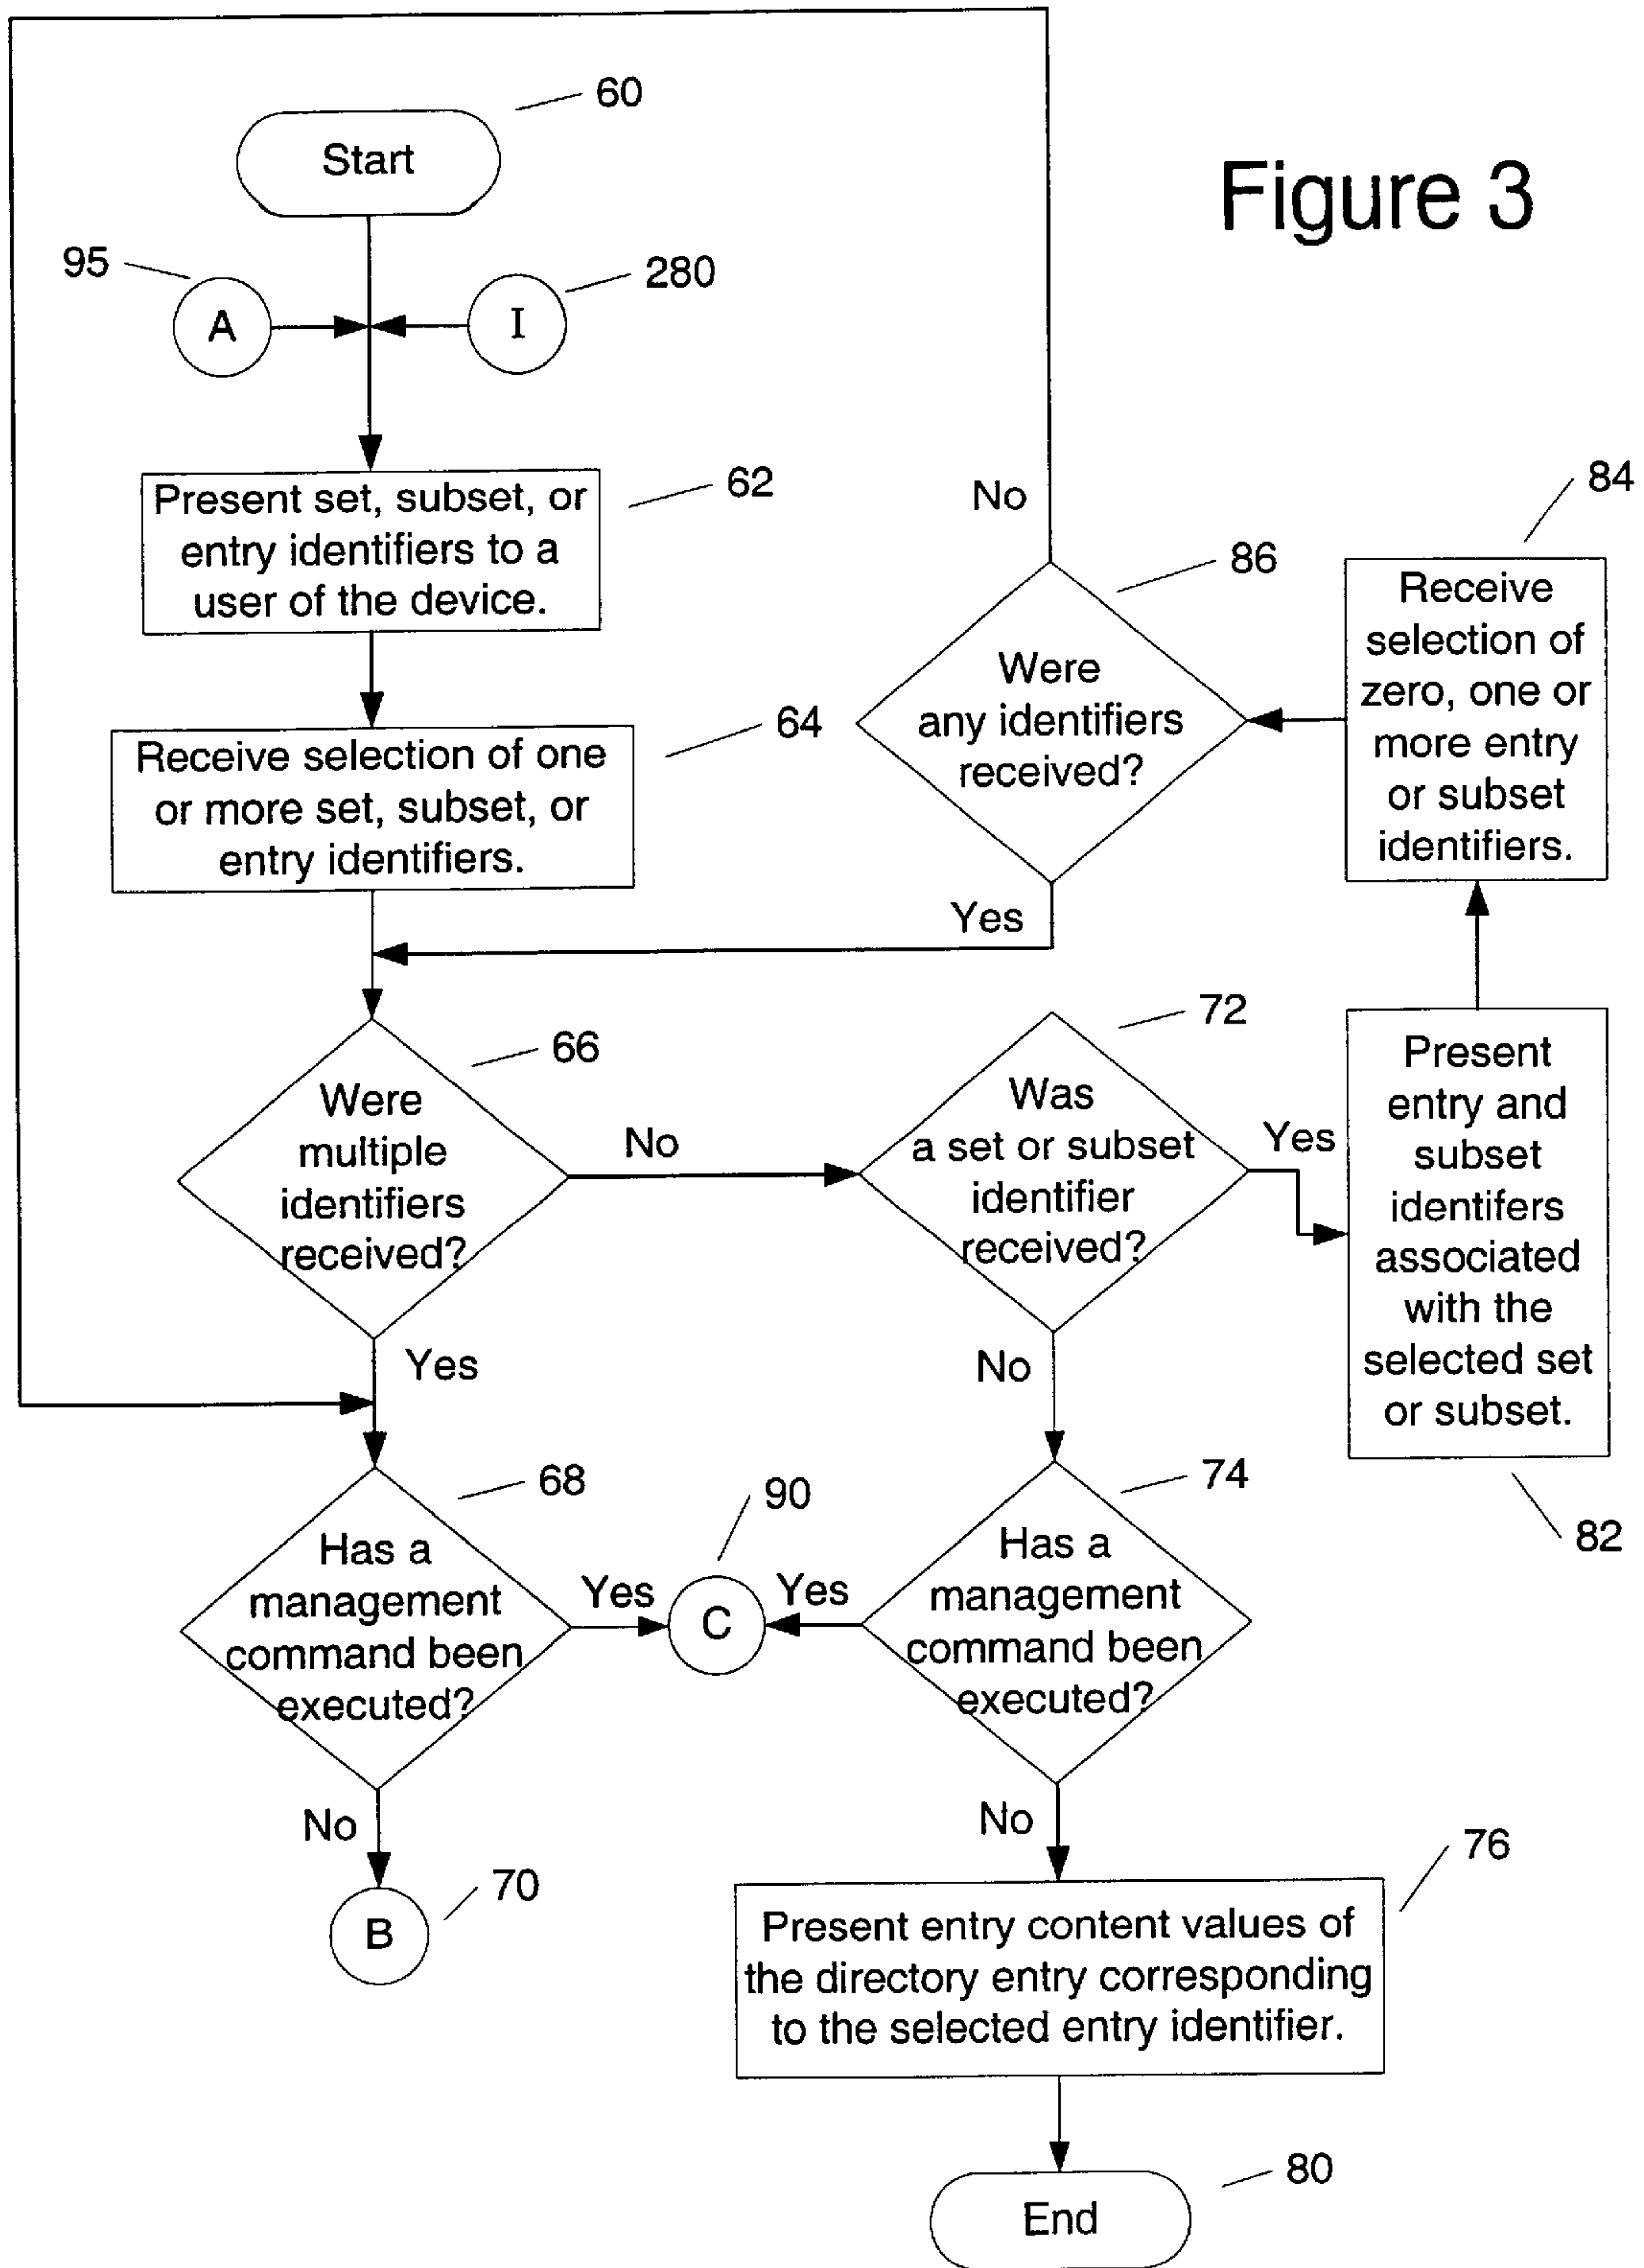 60
Start
Figure 3
95
280
A
I
Present set, subset, or
entry identifiers to a
user of the device.
62
No
84
86
Receive
selection of
zero, one or
more entry
or subset
identifiers.
Were
any identifiers
received?
64
Receive selection of one
or more set, subset, or
entry identifiers.
Yes
66
Were
multiple
identifiers
received?
No
72
Was
a set or subset
identifier
received?
Yes
Present
entry and
subset
identifers
associated
with the
selected set
or subset.
82
Yes
No
68
Has a
management
command been
executed?
Yes
90
C
Yes
74
Has a
management
command been
executed?
No
70
B
No
76
Present entry content values of
the directory entry corresponding
to the selected entry identifier.
80
End